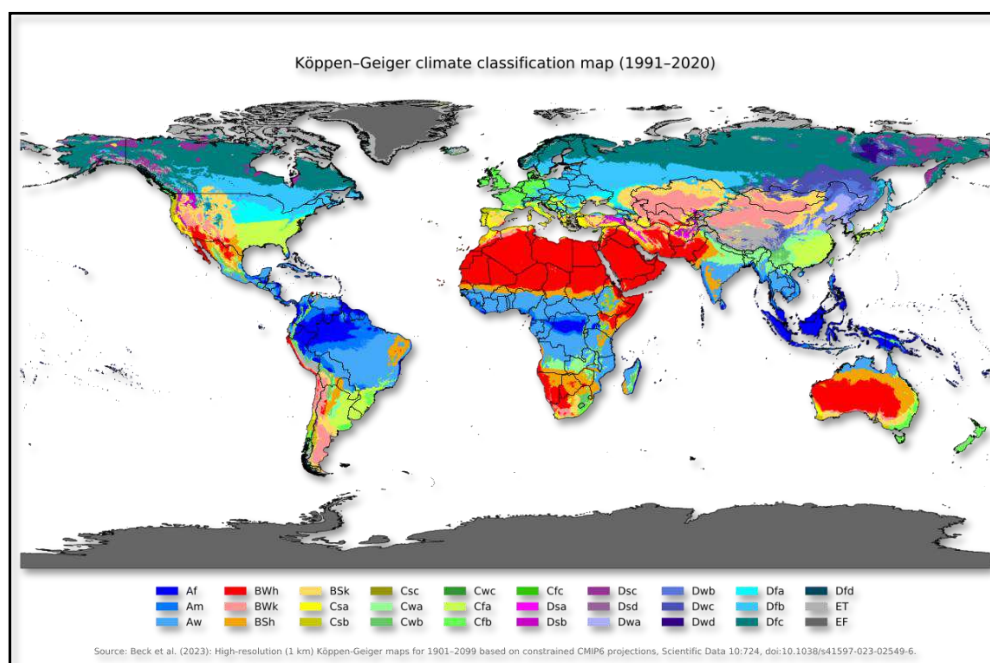 Köppen–Geiger climate classification map (1991–2020)
Af BWh BSk Csc Cwc Cfc Dsc Dwb Dfa Dfd
Am BWk Csa Cwa Cfa Dsa Dsd Dwc Dfb ET
Aw BSh Csb Cwb Cfb Dsb Dwa Dwd Dfc EF
Source: Beck et al. (2023): High-resolution (1 km) Köppen-Geiger maps for 1901–2099 based on constrained CMIP6 projections, Scientific Data 10:724, doi:10.1038/s41597-023-02549-6.